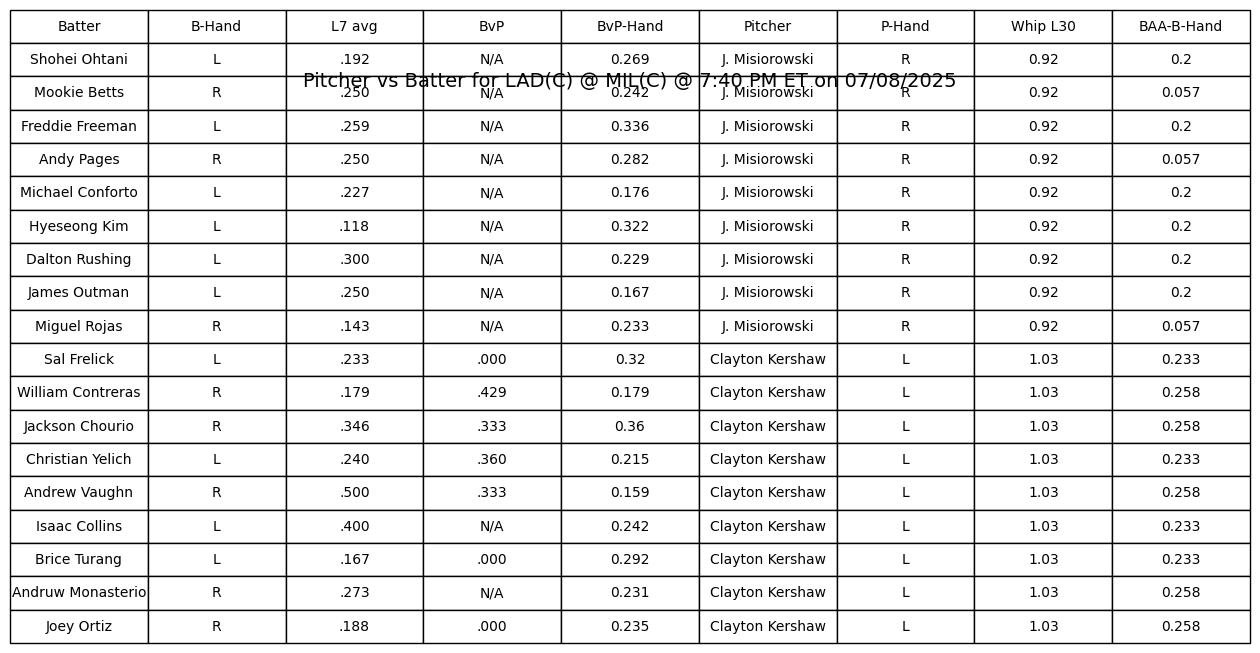 Batter B-Hand L7 avg BvP BvP-Hand Pitcher P-Hand Whip L30 BAA-B-Hand
Shohei Ohtani L .192 N/A 0.269 J. Misiorowski R 0.92 0.2
Pitcher vs Batter for LAD(C) @ MIL(C) @ 7:40 PM ET on 07/08/2025
Mookie Betts R .250 N/A 0.242 J. Misiorowski R 0.92 0.057
Freddie Freeman L .259 N/A 0.336 J. Misiorowski R 0.92 0.2
Andy Pages R .250 N/A 0.282 J. Misiorowski R 0.92 0.057
Michael Conforto L .227 N/A 0.176 J. Misiorowski R 0.92 0.2
Hyeseong Kim L .118 N/A 0.322 J. Misiorowski R 0.92 0.2
Dalton Rushing L .300 N/A 0.229 J. Misiorowski R 0.92 0.2
James Outman L .250 N/A 0.167 J. Misiorowski R 0.92 0.2
Miguel Rojas R .143 N/A 0.233 J. Misiorowski R 0.92 0.057
Sal Frelick L .233 .000 0.32 Clayton Kershaw L 1.03 0.233
William Contreras R .179 .429 0.179 Clayton Kershaw L 1.03 0.258
Jackson Chourio R .346 .333 0.36 Clayton Kershaw L 1.03 0.258
Christian Yelich L .240 .360 0.215 Clayton Kershaw L 1.03 0.233
Andrew Vaughn R .500 .333 0.159 Clayton Kershaw L 1.03 0.258
Isaac Collins L .400 N/A 0.242 Clayton Kershaw L 1.03 0.233
Brice Turang L .167 .000 0.292 Clayton Kershaw L 1.03 0.233
Andruw Monasterio R .273 N/A 0.231 Clayton Kershaw L 1.03 0.258
Joey Ortiz R .188 .000 0.235 Clayton Kershaw L 1.03 0.258